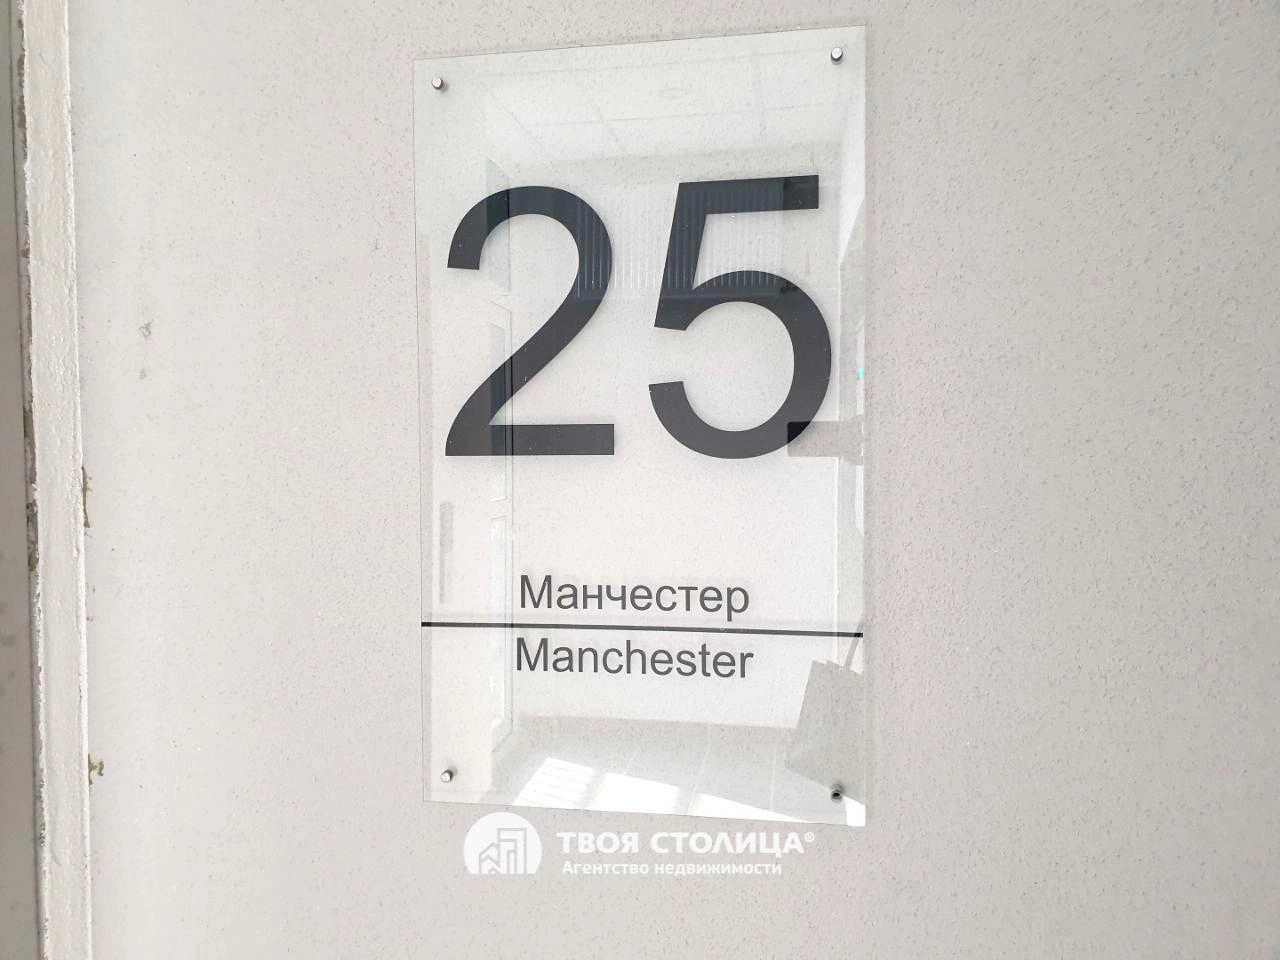 25
Манчестер
Manchester
ТВОЯ СТОЛИЦА®
Агентство недвижимости